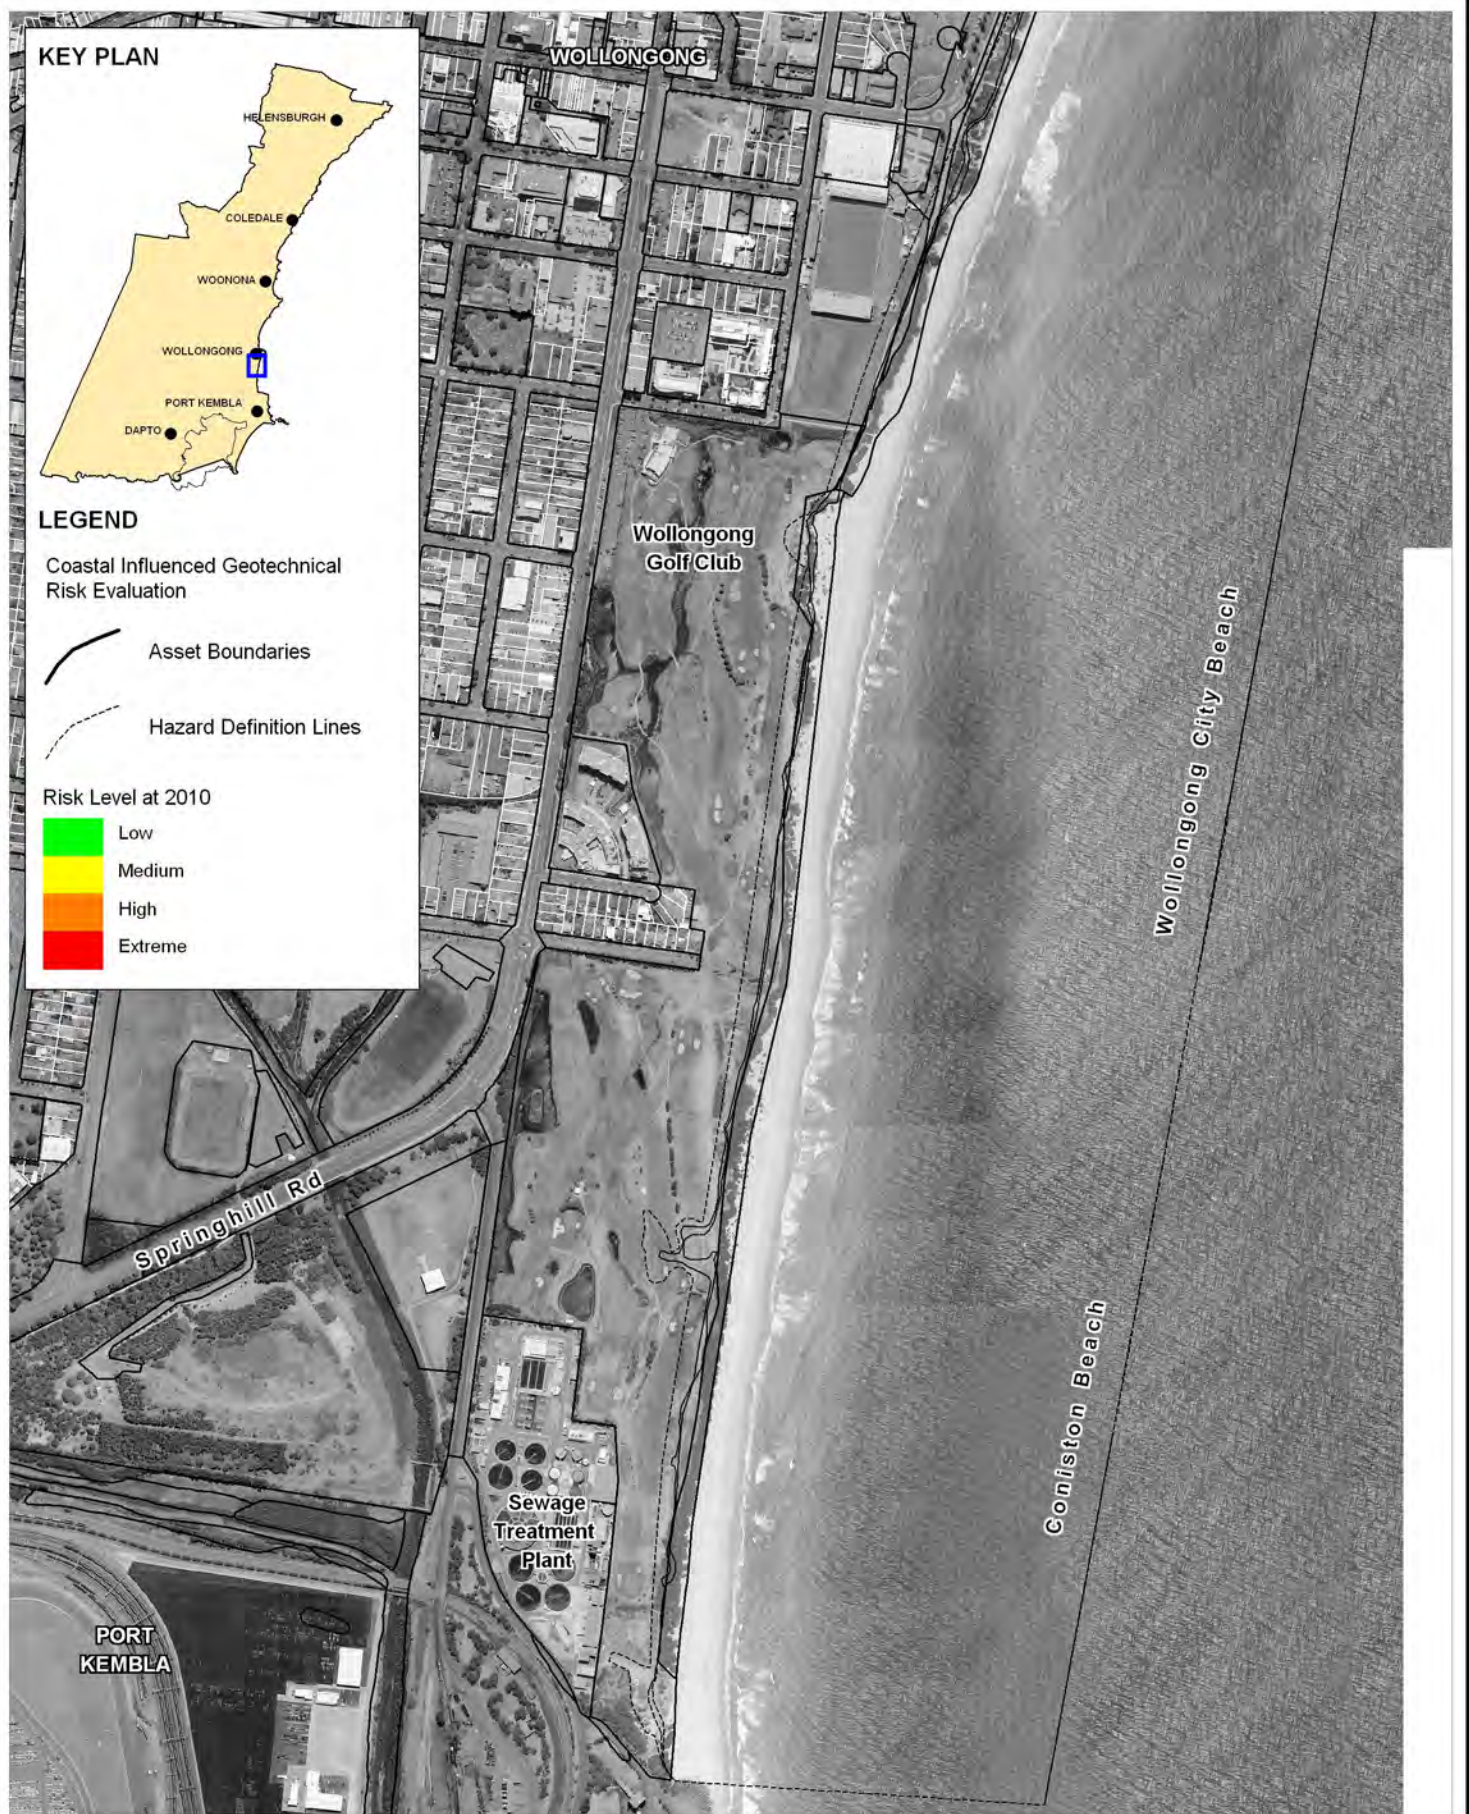 KEY PLAN
HELENSBURGH
COLEDALE
WOONONA
WOLLONGONG
PORT KEMBLA
DAPTO
LEGEND
Coastal Influenced Geotechnical
Risk Evaluation
Asset Boundaries
Hazard Definition Lines
Risk Level at 2010
Low
Medium
High
Extreme
WOLLONGONG
Wollongong
Golf Club
Wollongong City Beach
Springhill Rd
Coniston Beach
Sewage
Treatment
Plant
PORT
KEMBLA